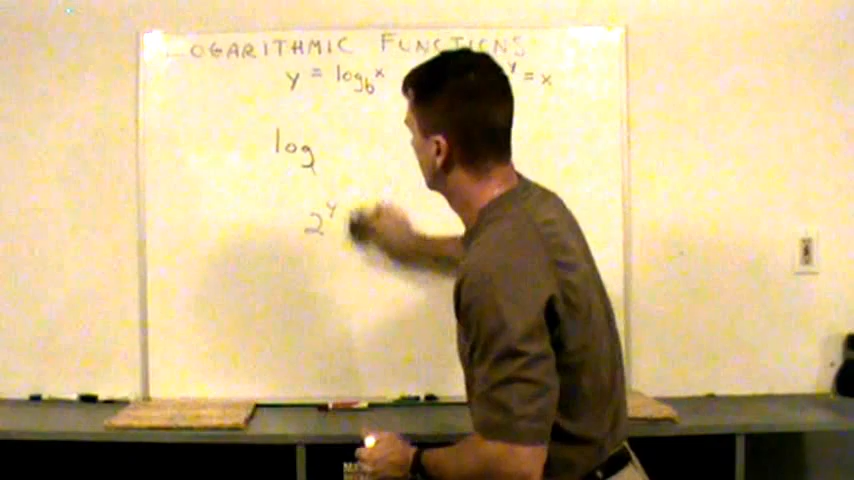 LOGARITHMIC FUNCTIONS
y = log_b x y = x
log
2^y